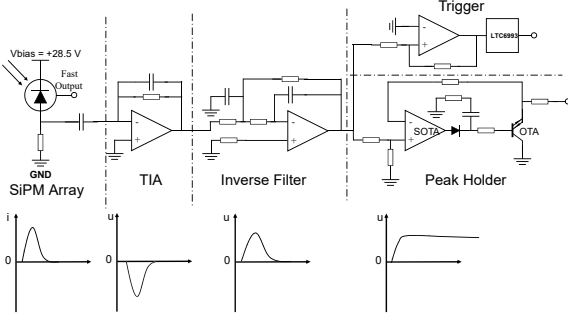 Trigger
LTC6993
Vbias = +28.5 V
Fast
Output
- + - + - + - +
SOTA
OTA
GND
SiPM Array
TIA
Inverse Filter
Peak Holder
i
u
u
u
0
0
0
0